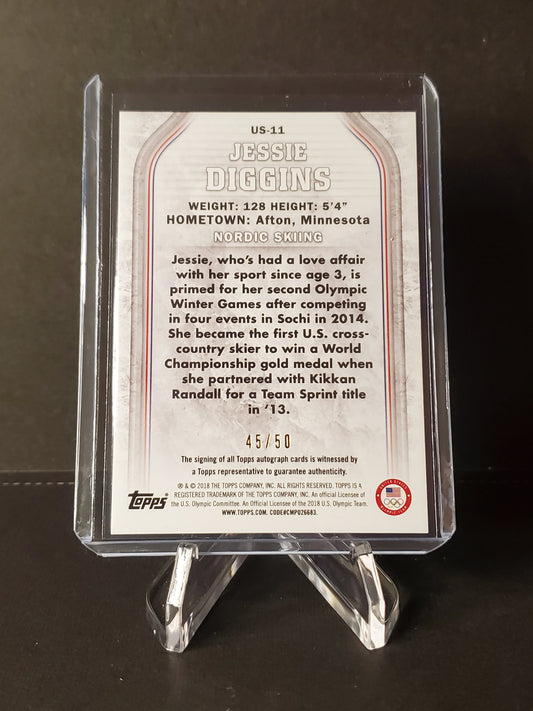 US-11
JESSIE
DIGGINS
WEIGHT: 128 HEIGHT: 5'4"
HOMETOWN: Afton, Minnesota
NORDIC SKIING
Jessie, who's had a love affair
with her sport since age 3, is
primed for her second Olympic
Winter Games after competing
in four events in Sochi in 2014.
She became the first U.S. cross-
country skier to win a World
Championship gold medal when
she partnered with Kikkan
Randall for a Team Sprint title
in '13.
45/50
The signing of all Topps autograph cards is witnessed by
a Topps representative to guarantee authenticity.
® & © 2018 THE TOPPS COMPANY, INC. ALL RIGHTS RESERVED. TOPPS IS A
REGISTERED TRADEMARK OF THE TOPPS COMPANY, INC. An official Licensee of
the U.S. Olympic Committee. An Official Licensee of the 2018 U.S. Olympic Team.
WWW.TOPPS.COM. CODE#CMP026683.
TOPPS